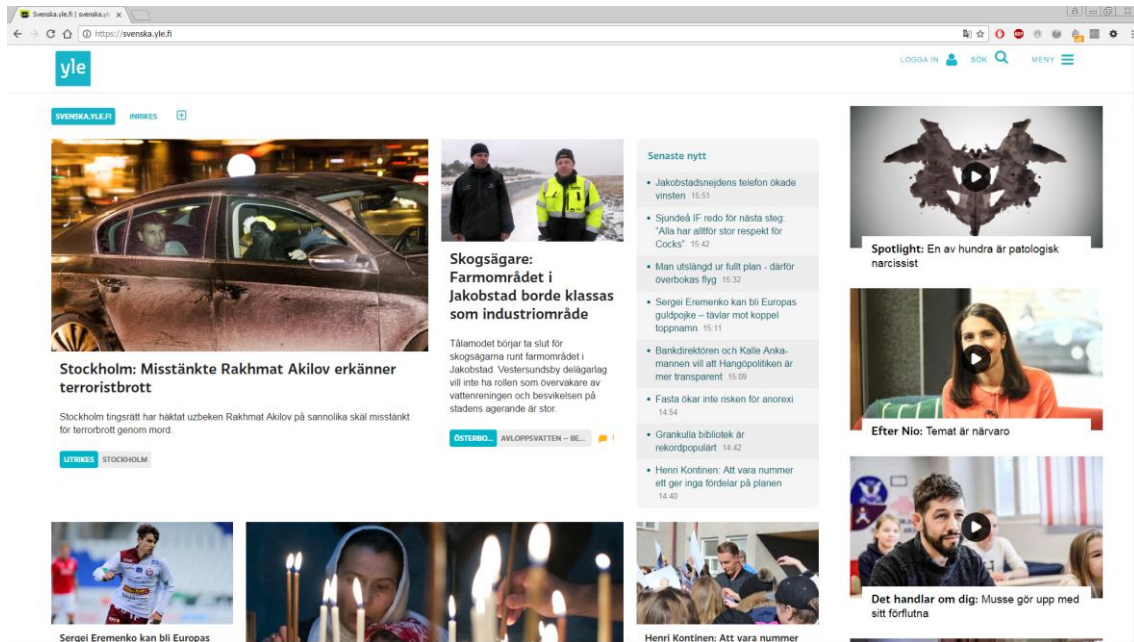 Svenska.yle.fi | svenska.yle
https://svenska.yle.fi
yle
LOGGA IN
SÖK
MENY
SVENSKA.YLE.FI
INRIKES
Stockholm: Misstänkte Rakhmat Akilov erkänner
terroristbrott
Stockholm tingsrätt har häktat uzbeken Rakhmat Akilov på sannolika skäl misstänkt
för terrorbrott genom mord.
UTRIKES STOCKHOLM
Skogsägare:
Farmområdet i
Jakobstad borde klassas
som industriområde
Tålamodet börjar ta slut för
skogsägarna runt farmområdet i
Jakobstad. Vestersundsby delägarlag
vill inte ha rollen som övervakare av
vattenreningen och besvikelsen på
stadens agerande är stor.
ÖSTERBO... AVLOPPSVATTEN – BE... 1
Senaste nytt
• Jakobstadsnejdens telefon ökade
vinsten 15:51
• Sjundeå IF redo för nästa steg:
"Alla har alltför stor respekt för
Cocks" 15:42
• Man utslängd ur fullt plan - därför
överbokas flyg 15:32
• Sergei Eremenko kan bli Europas
guldpojke – tävlar mot koppel
toppnamn 15:11
• Bankdirektören och Kalle Anka-
mannen vill att Hangöpolitiken är
mer transparent 15:09
• Fasta ökar inte risken för anorexi
14:54
• Grankulla bibliotek är
rekordpopulärt 14:42
• Henri Kontinen: Att vara nummer
ett ger inga fördelar på planen
14:40
Spotlight: En av hundra är patologisk
narcissist
Efter Nio: Temat är närvaro
Det handlar om dig: Musse gör upp med
sitt förflutna
Sergei Eremenko kan bli Europas
Henri Kontinen: Att vara nummer